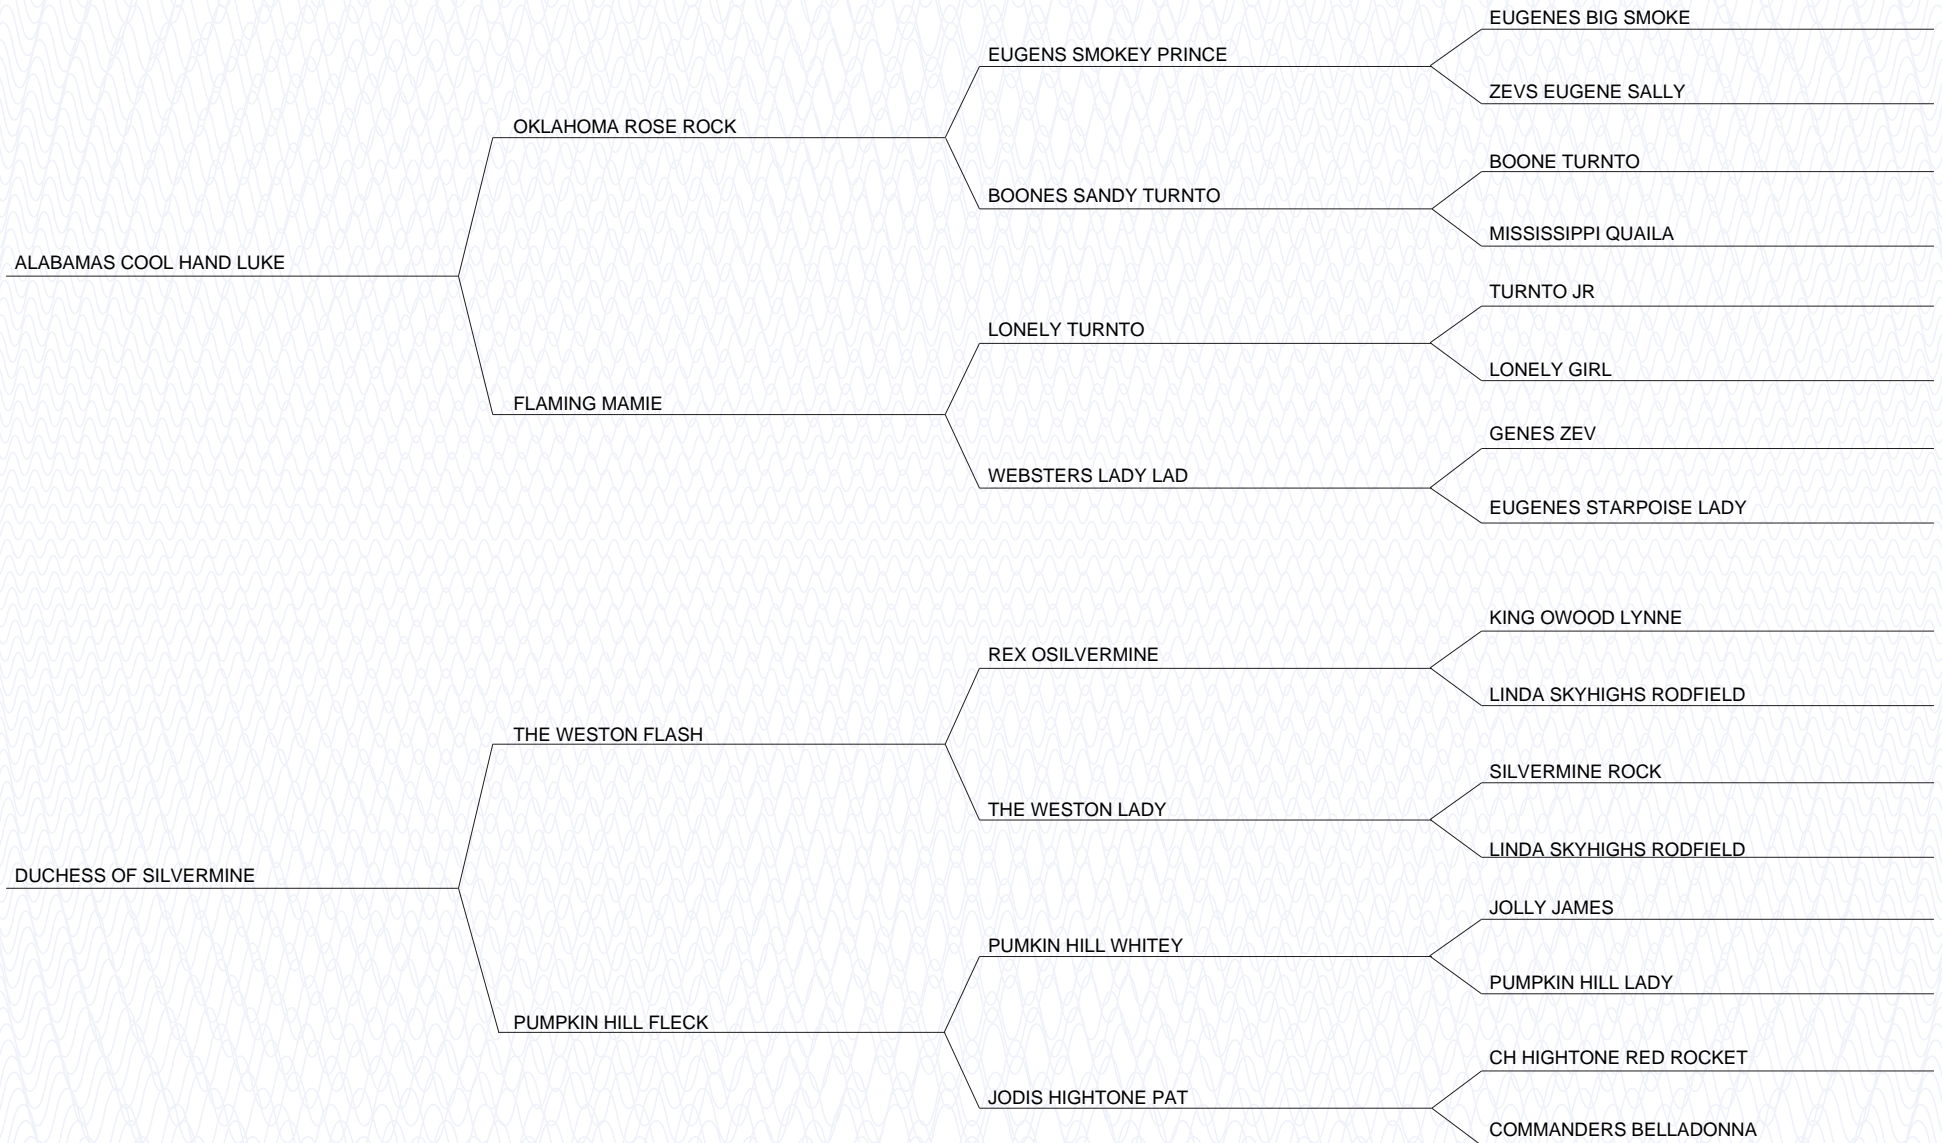 EUGENES BIG SMOKE
EUGENS SMOKEY PRINCE
ZEVS EUGENE SALLY
OKLAHOMA ROSE ROCK
BOONE TURNTO
BOONES SANDY TURNTO
MISSISSIPPI QUAILA
ALABAMAS COOL HAND LUKE
TURNTO JR
LONELY TURNTO
LONELY GIRL
FLAMING MAMIE
GENES ZEV
WEBSTERS LADY LAD
EUGENES STARPOISE LADY
KING OWOOD LYNNE
REX OSILVERMINE
LINDA SKYHIGHS RODFIELD
THE WESTON FLASH
SILVERMINE ROCK
THE WESTON LADY
LINDA SKYHIGHS RODFIELD
DUCHESS OF SILVERMINE
JOLLY JAMES
PUMKIN HILL WHITEY
PUMPKIN HILL LADY
PUMPKIN HILL FLECK
CH HIGHTONE RED ROCKET
JODIS HIGHTONE PAT
COMMANDERS BELLADONNA